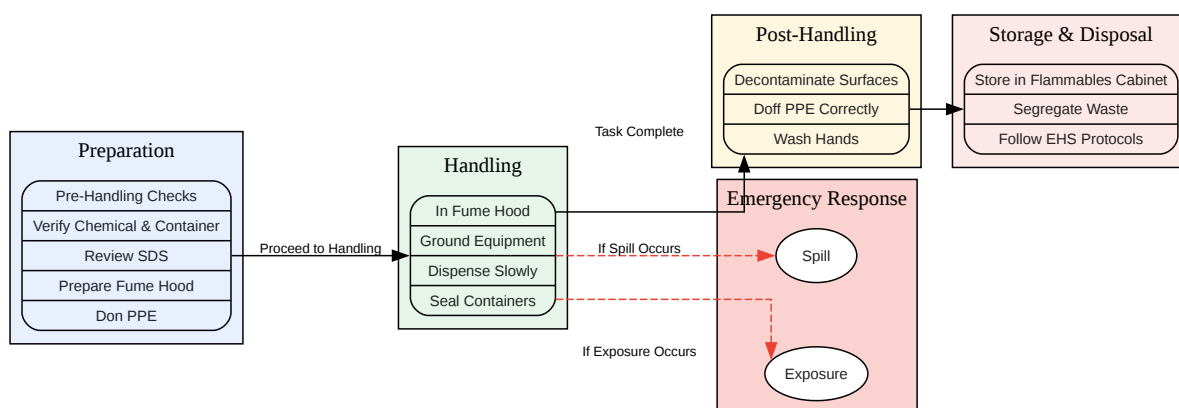 Preparation
Pre-Handling Checks
Verify Chemical & Container
Review SDS
Prepare Fume Hood
Don PPE
Proceed to Handling
Handling
In Fume Hood
Ground Equipment
Dispense Slowly
Seal Containers
Task Complete
If Spill Occurs
If Exposure Occurs
Post-Handling
Decontaminate Surfaces
Doff PPE Correctly
Wash Hands
Emergency Response
Spill
Exposure
Storage & Disposal
Store in Flammables Cabinet
Segregate Waste
Follow EHS Protocols